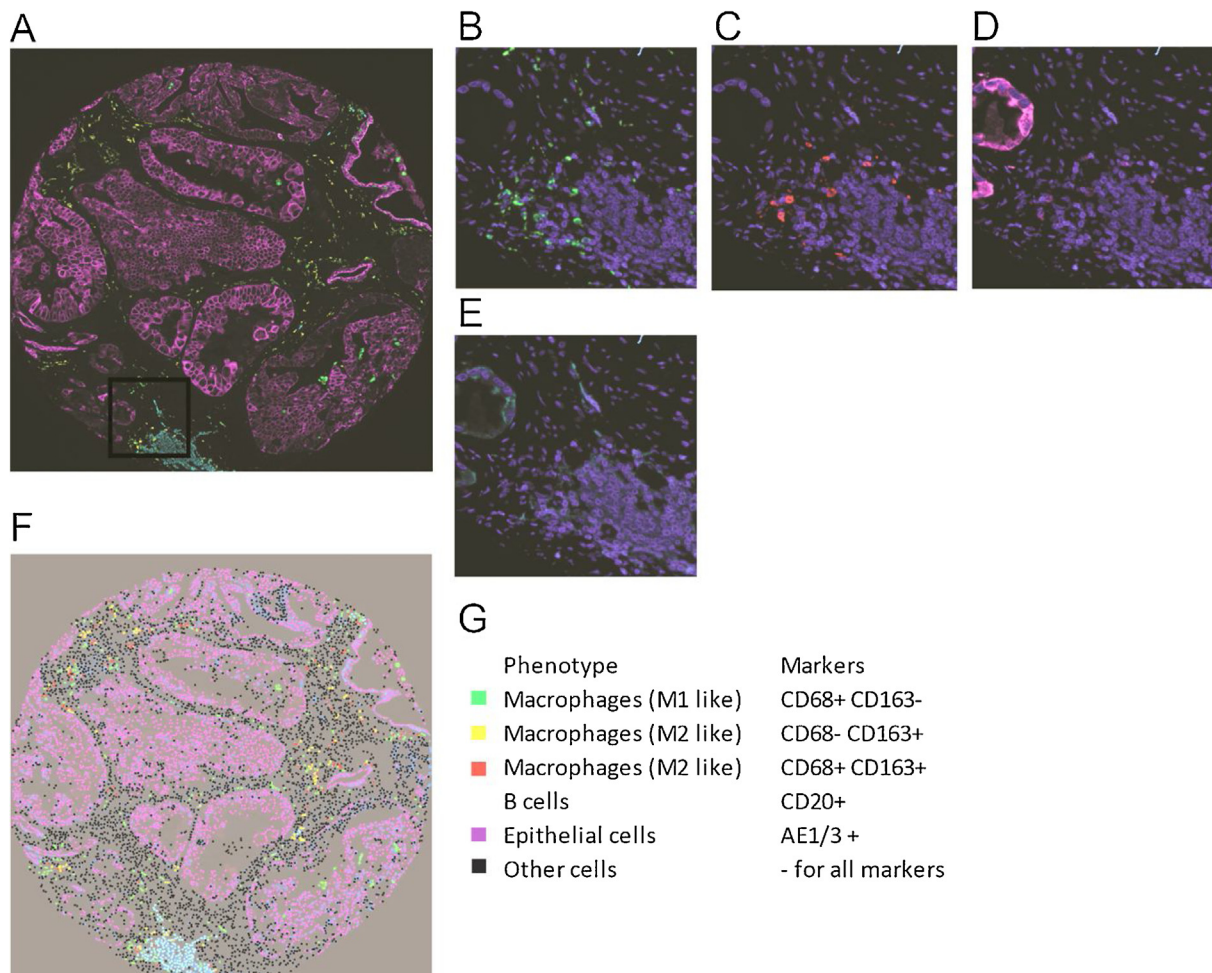 A
B
C
D
E
F
G
Phenotype Markers
Macrophages (M1 like) CD68+ CD163-
Macrophages (M2 like) CD68- CD163+
Macrophages (M2 like) CD68+ CD163+
B cells CD20+
Epithelial cells AE1/3 +
Other cells - for all markers